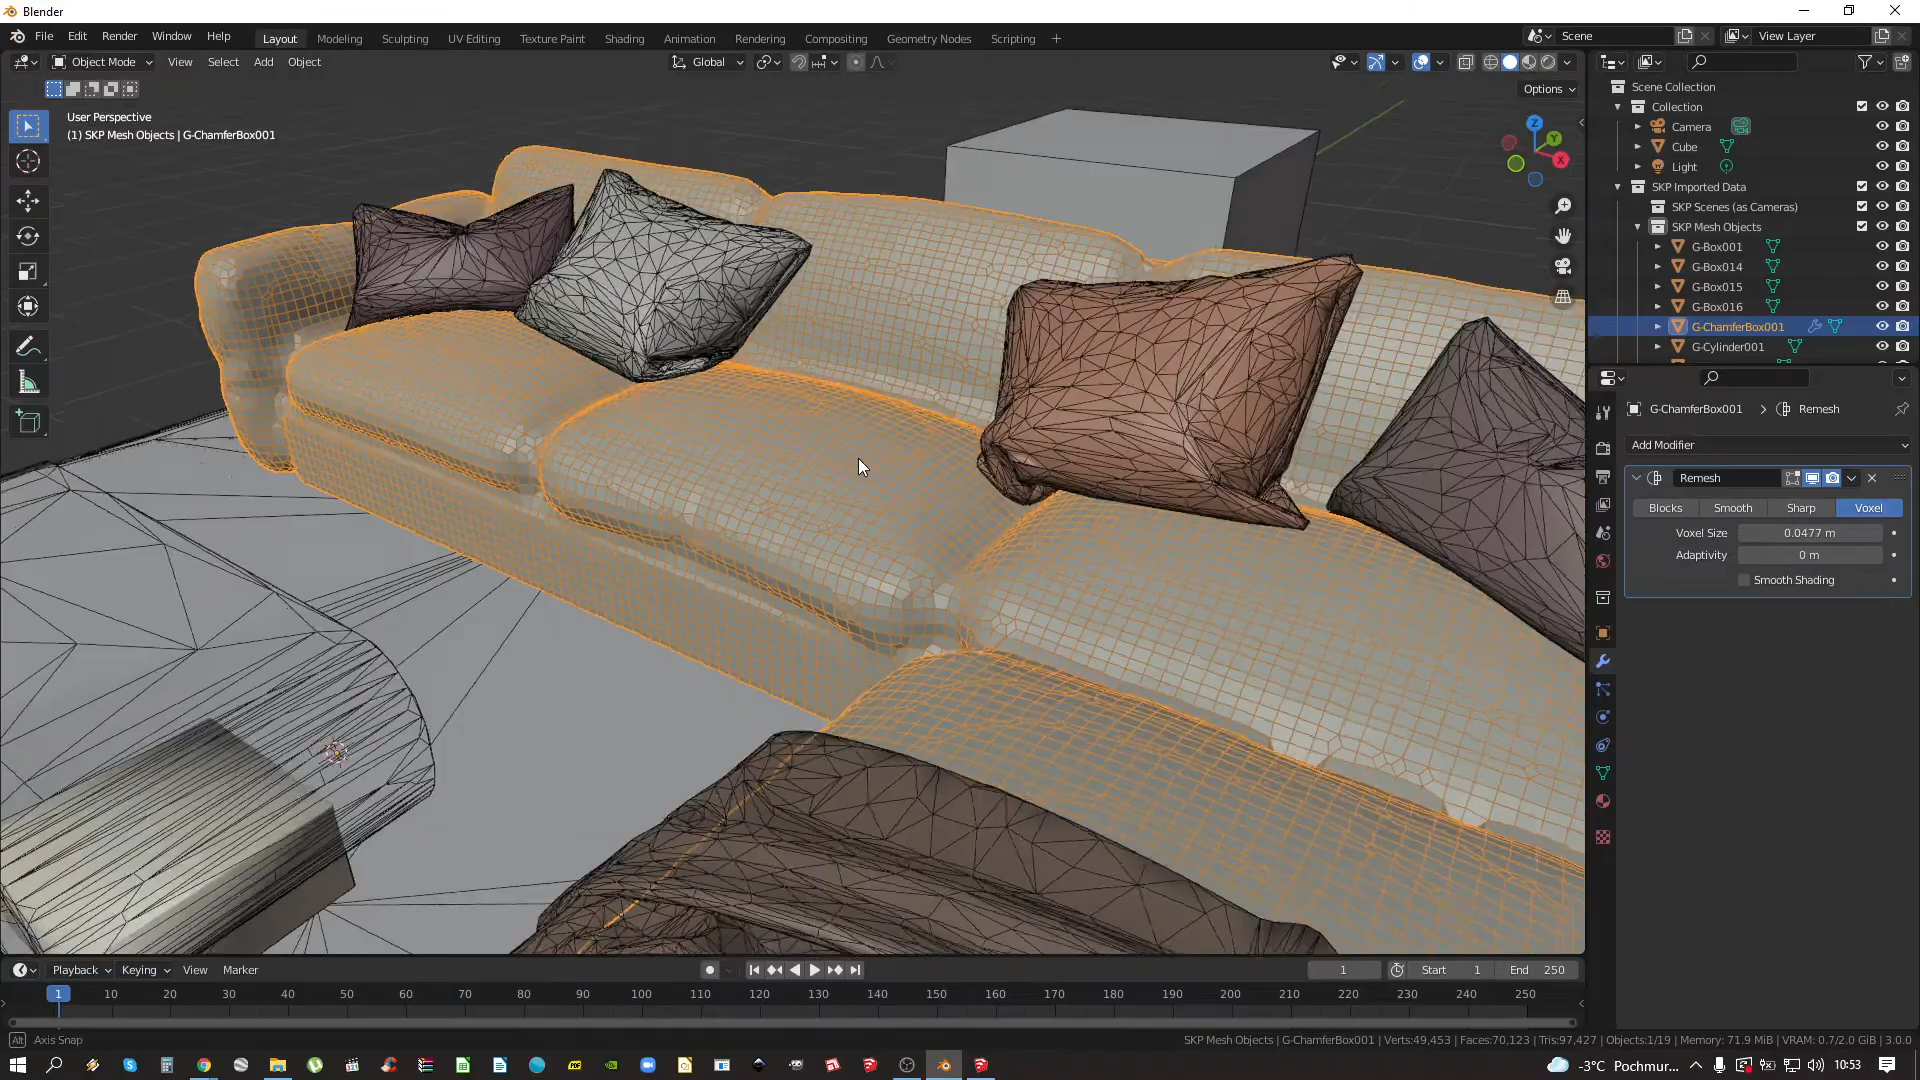 Blender
File Edit Render Window Help
Layout Modeling Sculpting UV Editing Texture Paint Shading Animation Rendering Compositing Geometry Nodes Scripting +
Scene
View Layer
Object Mode View Select Add Object
Global
Options
User Perspective
(1) SKP Mesh Objects | G-ChamferBox001
Z
Y
X
Scene Collection
Collection
Camera
Cube
Light
SKP Imported Data
SKP Scenes (as Cameras)
SKP Mesh Objects
G-Box001
G-Box014
G-Box015
G-Box016
G-ChamferBox001
G-Cylinder001
G-ChamferBox001 > Remesh
Add Modifier
Remesh
Blocks Smooth Sharp Voxel
Voxel Size 0.0477 m
Adaptivity 0 m
Smooth Shading
Playback Keying View Marker
1 Start 1 End 250
1 10 20 30 40 50 60 70 80 90 100 110 120 130 140 150 160 170 180 190 200 210 220 230 240 250
Alt Axis Snap
SKP Mesh Objects | G-ChamferBox001 | Verts:49,453 | Faces:70,123 | Tris:97,427 | Objects:1/19 | Memory: 71.9 MiB | VRAM: 0.7/2.0 GiB | 3.0.0
-3°C Pochmur... 10:53